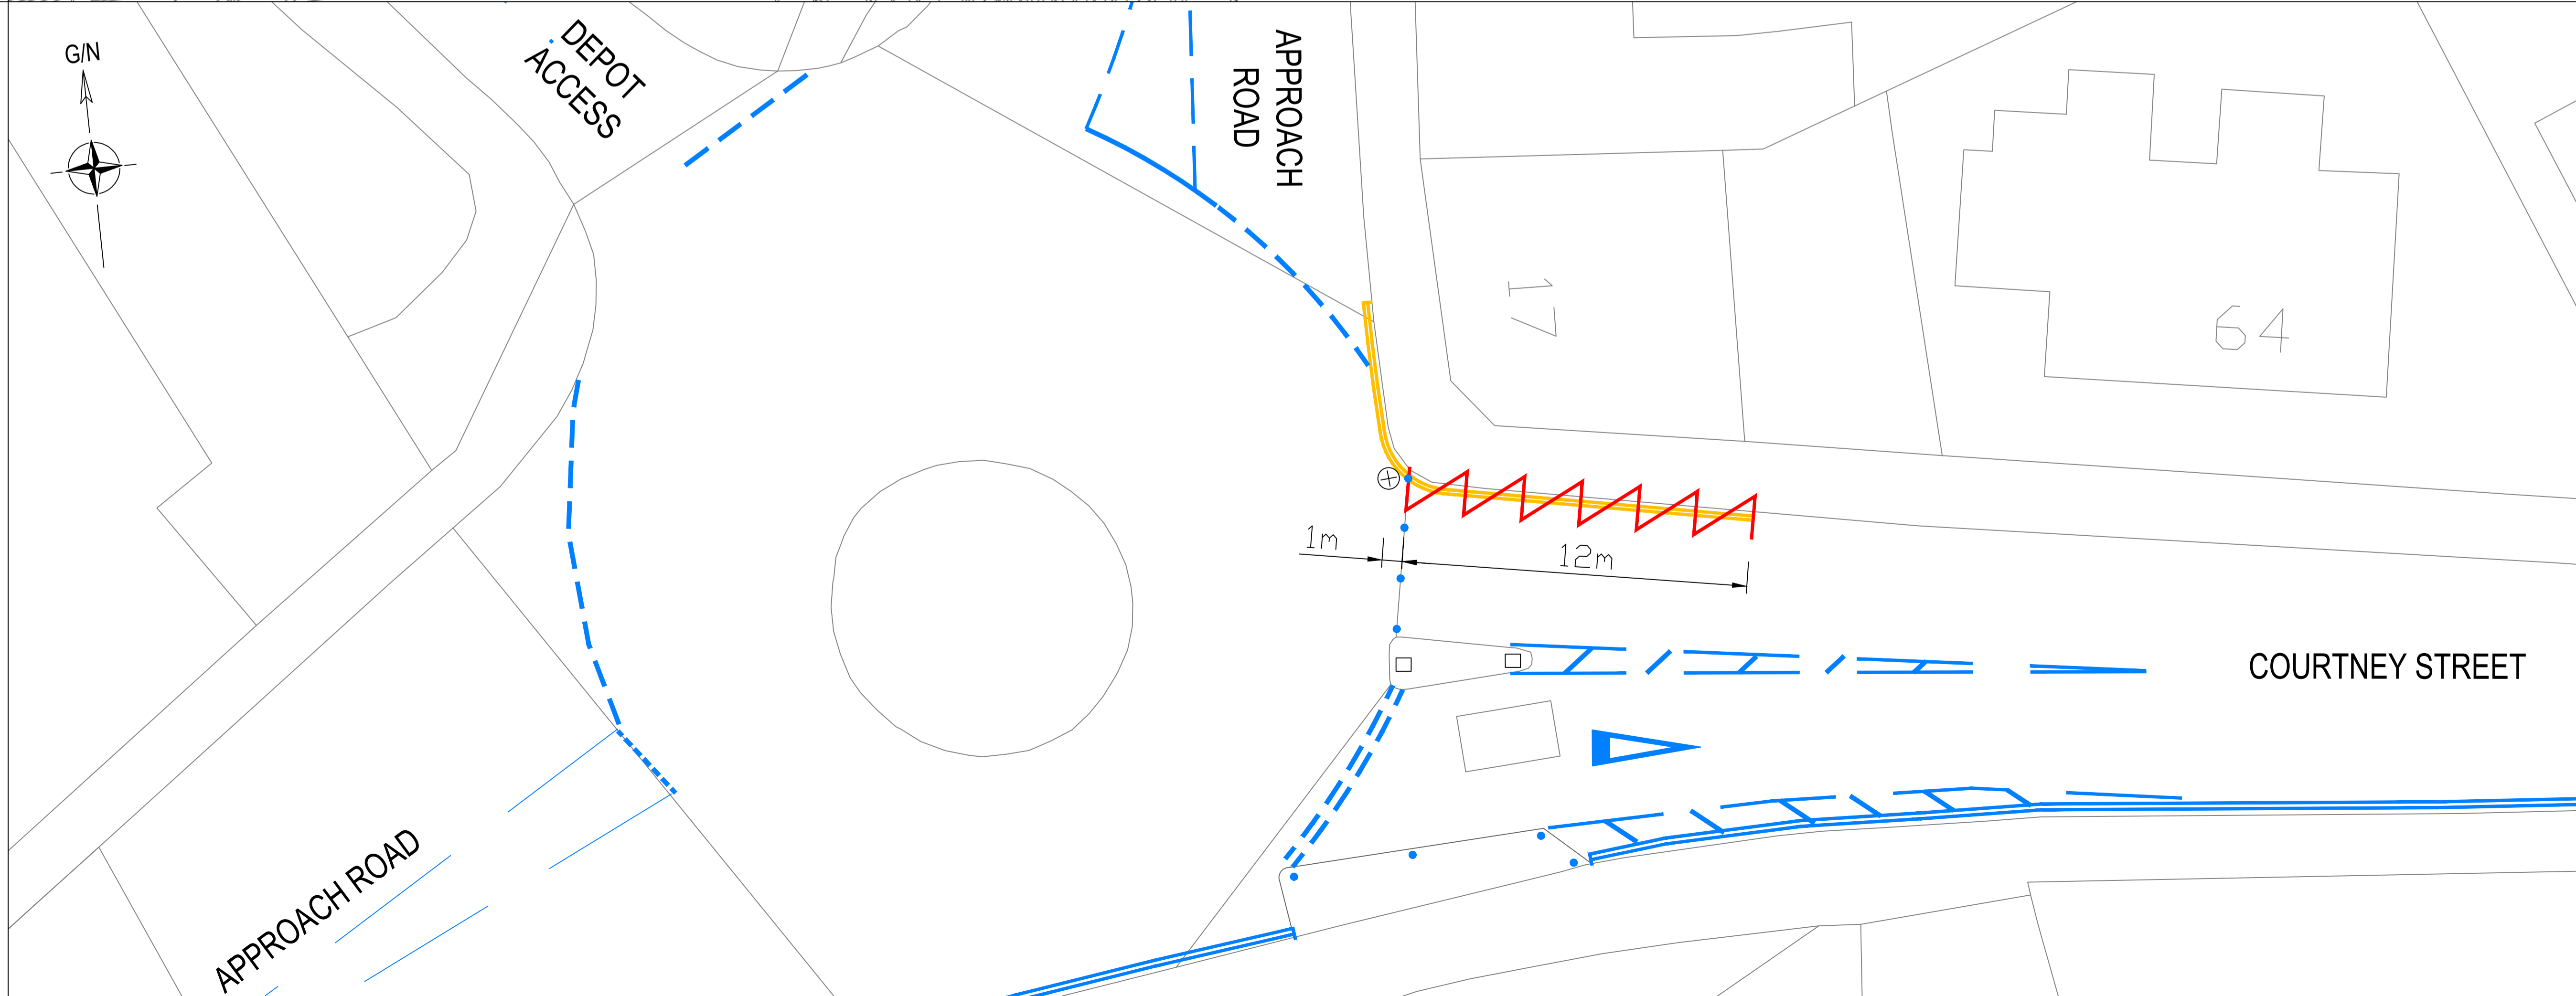 G/N
DEPOT
ACCESS
APPROACH
ROAD
17
64
1m
12m
COURTNEY STREET
APPROACH ROAD